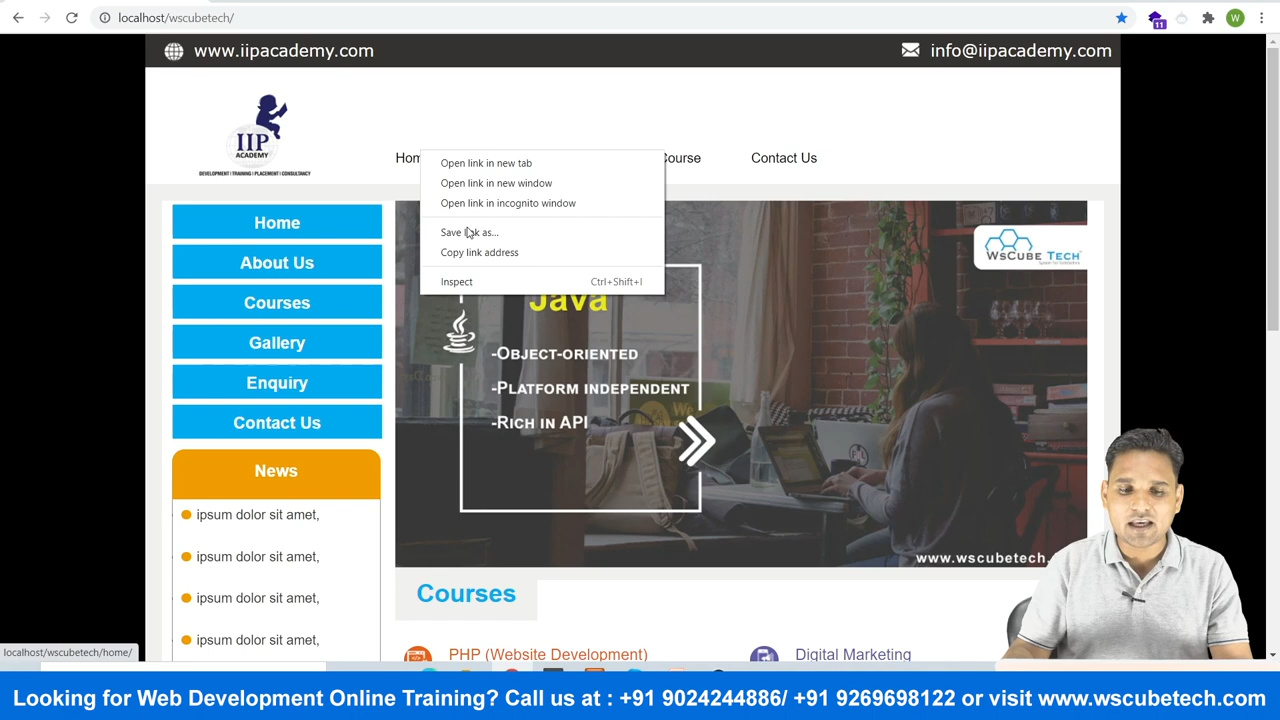 localhost/wscubetech/
11
W
www.iipacademy.com
info@iipacademy.com
IIP
ACADEMY
DEVELOPMENT | TRAINING | PLACEMENT | CONSULTANCY
Hom
Course
Contact Us
Open link in new tab
Open link in new window
Open link in incognito window
Save link as...
Copy link address
Inspect
Ctrl+Shift+I
Home
About Us
Courses
Gallery
Enquiry
Contact Us
News
ipsum dolor sit amet,
ipsum dolor sit amet,
ipsum dolor sit amet,
ipsum dolor sit amet,
WsCube Tech
Java
-Object-oriented
-Platform independent
-Rich in API
www.wscubetech.
Courses
PHP (Website Development)
Digital Marketing
localhost/wscubetech/home/
Looking for Web Development Online Training? Call us at : +91 9024244886/ +91 9269698122 or visit www.wscubetech.com